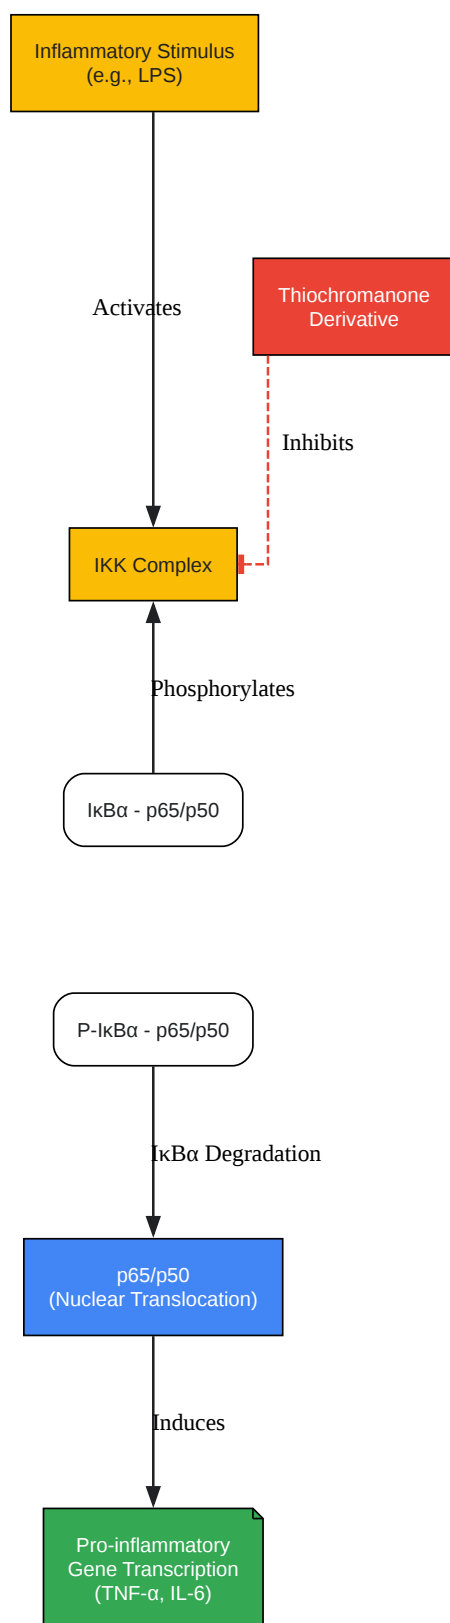 Inflammatory Stimulus
(e.g., LPS)
Thiochromanone
Derivative
Activates
Inhibits
IKK Complex
Phosphorylates
IκBα - p65/p50
P-IκBα - p65/p50
IκBα Degradation
p65/p50
(Nuclear Translocation)
Induces
Pro-inflammatory
Gene Transcription
(TNF-α, IL-6)